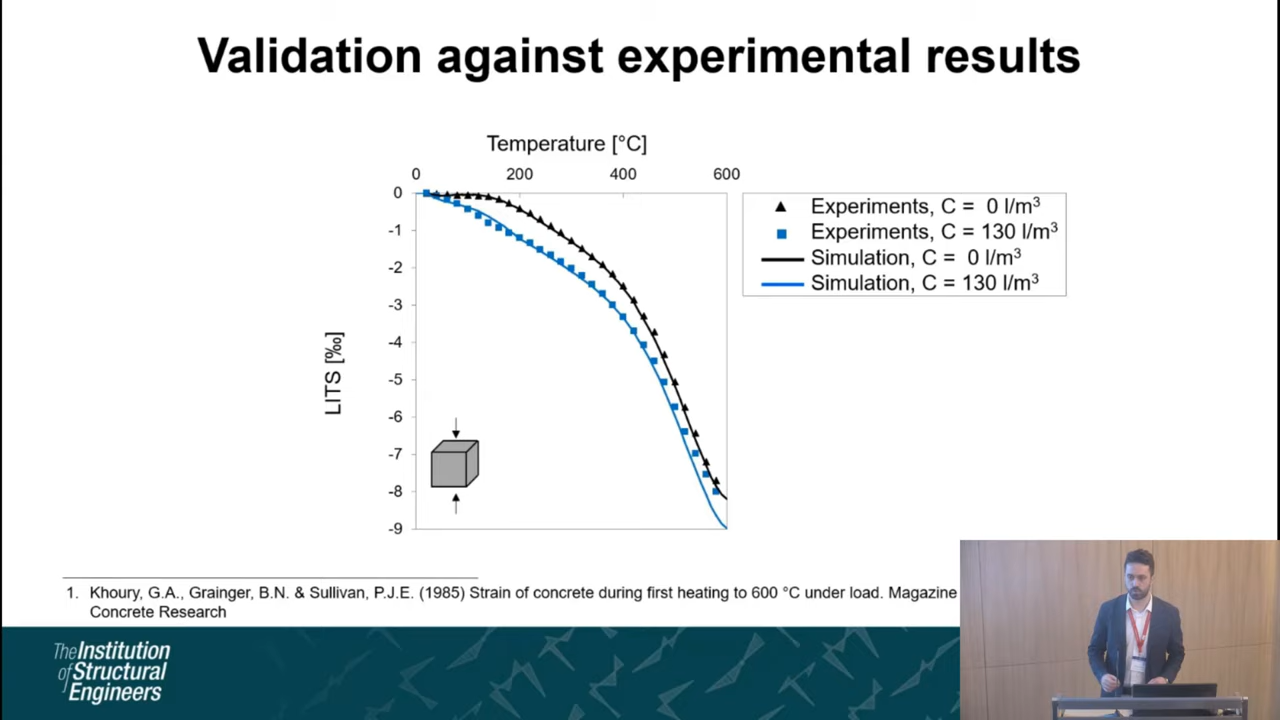 Validation against experimental results
Temperature [°C]
0 200 400 600
0
-1
-2
-3
-4
-5
-6
-7
-8
-9
LITS [‰]
Experiments, C = 0 l/m³
Experiments, C = 130 l/m³
Simulation, C = 0 l/m³
Simulation, C = 130 l/m³
1. Khoury, G.A., Grainger, B.N. & Sullivan, P.J.E. (1985) Strain of concrete during first heating to 600 °C under load. Magazine
Concrete Research
The Institution
of Structural
Engineers